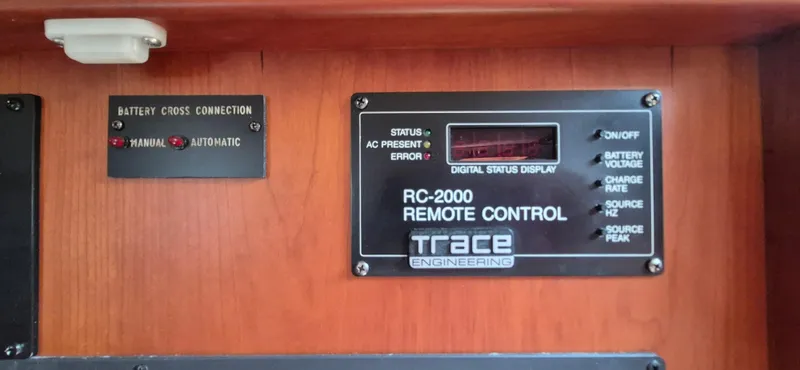 BATTERY CROSS CONNECTION
MANUAL AUTOMATIC
STATUS
AC PRESENT
ERROR
DIGITAL STATUS DISPLAY
RC-2000
REMOTE CONTROL
Trace
ENGINEERING
ON/OFF
BATTERY
VOLTAGE
CHARGE
RATE
SOURCE
HZ
SOURCE
PEAK